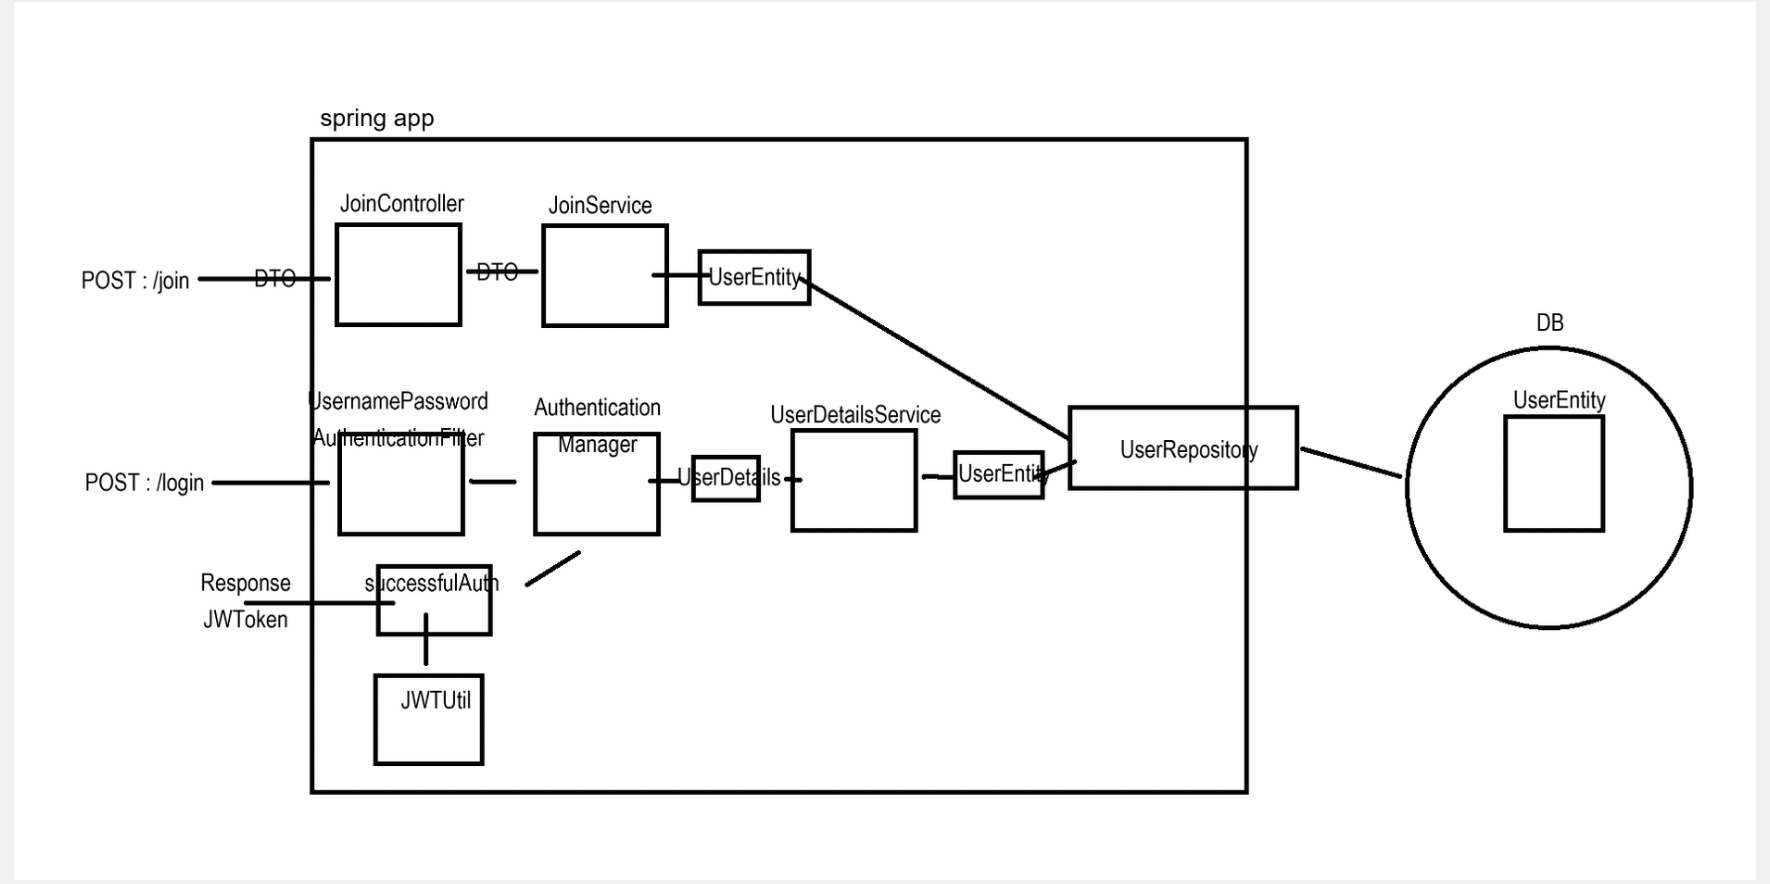 spring app
JoinController
JoinService
POST : /join
DTO
DTO
UserEntity
DB
UserEntity
UsernamePassword
AuthenticationFilter
Authentication
Manager
UserDetailsService
UserRepository
POST : /login
UserDetails
UserEntity
Response
JWToken
successfulAuth
JWTUtil